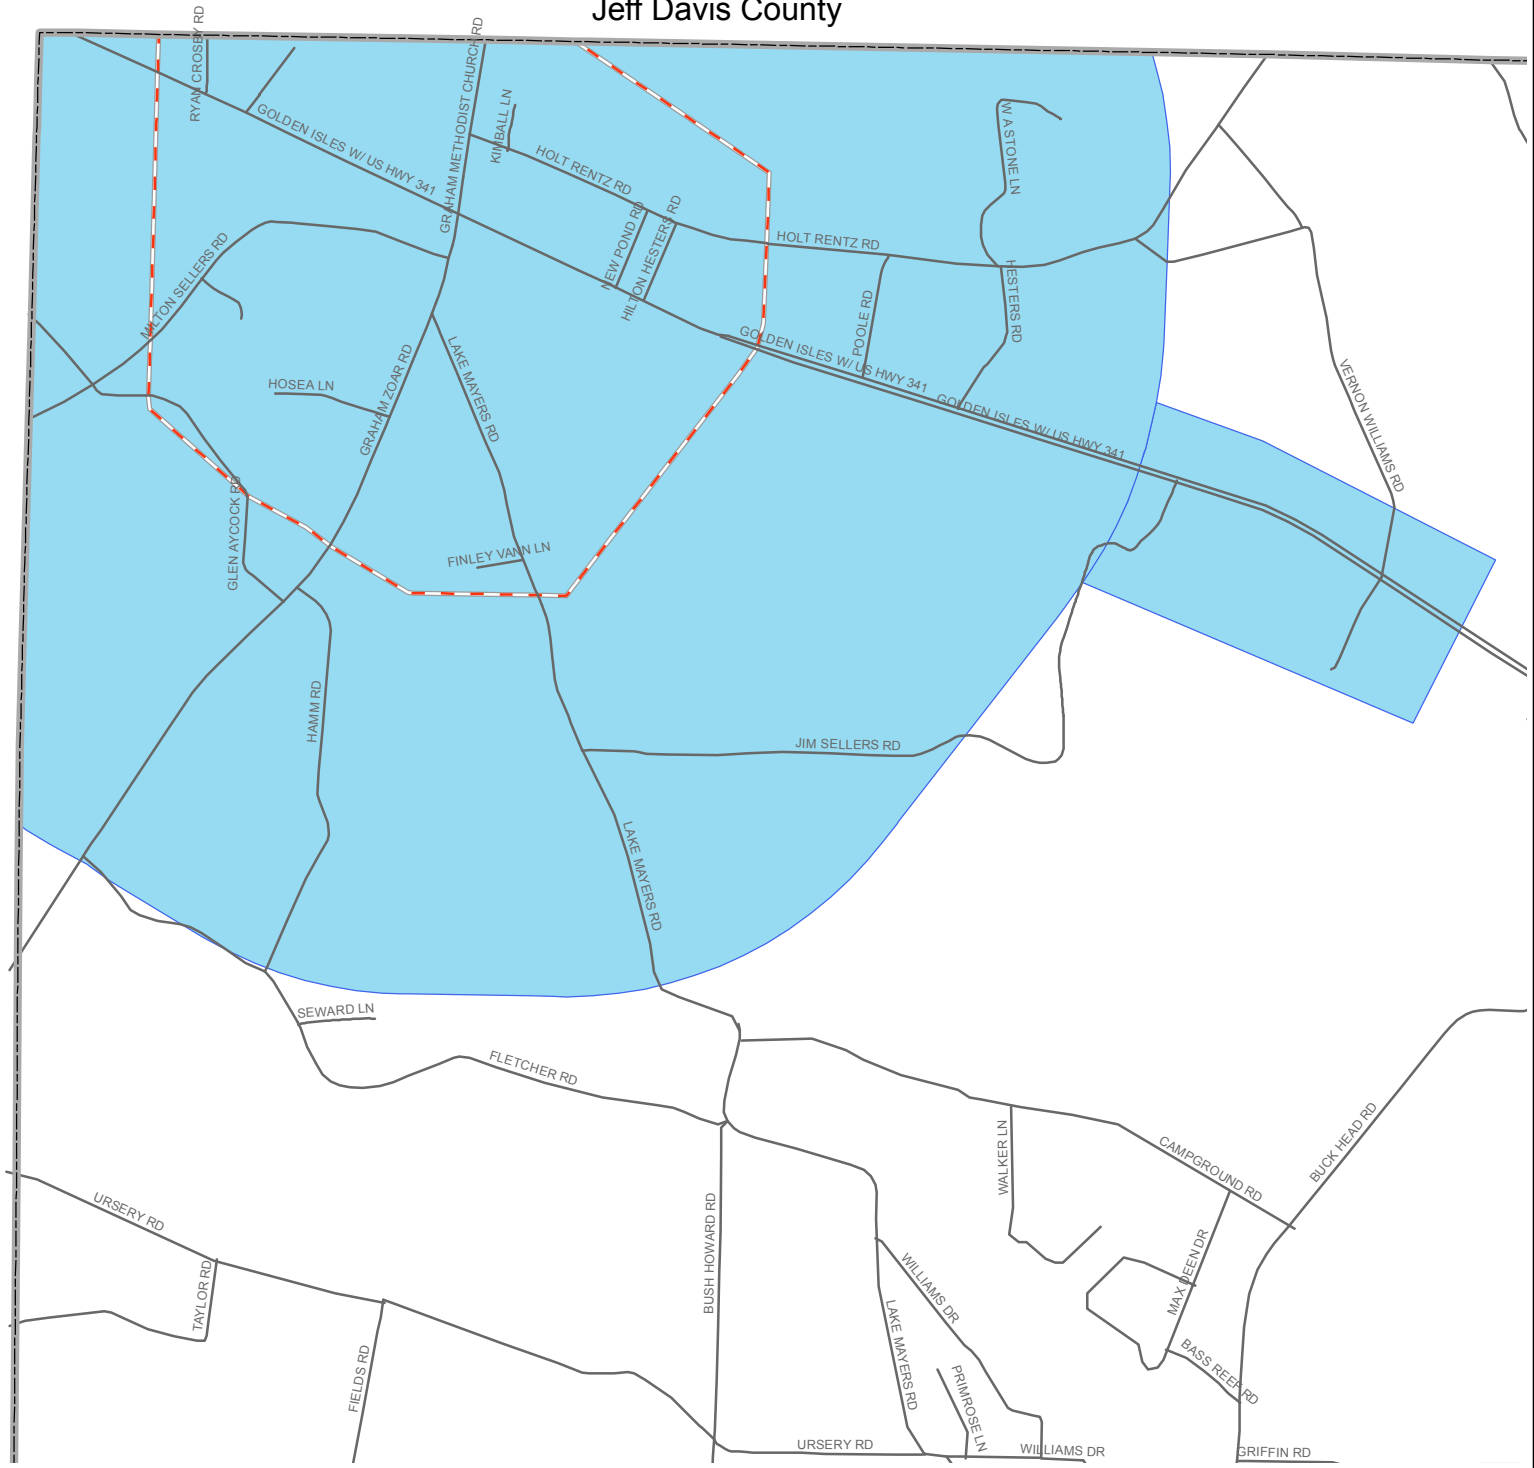 Jeff Davis County
RYAN CROSBY RD
GRAHAM METHODIST CHURCH RD
KIMBALL LN
GOLDEN ISLES W/ US HWY 341
HOLT RENTZ RD
W A STONE LN
NEW POND RD
HILTON HESTERS RD
HOLT RENTZ RD
MILTON SELLERS RD
HESTERS RD
POOLE RD
GOLDEN ISLES W/ US HWY 341
GOLDEN ISLES W/ US HWY 341
LAKE MAYERS RD
GRAHAM ZOAR RD
HOSEA LN
VERNON WILLIAMS RD
GLEN AYCOCK RD
FINLEY VANN LN
HAMM RD
JIM SELLERS RD
LAKE MAYERS RD
SEWARD LN
FLETCHER RD
WALKER LN
CAMPGROUND RD
BUCK HEAD RD
URSERY RD
BUSH HOWARD RD
TAYLOR RD
WILLIAMS DR
MAX DEEN DR
LAKE MAYERS RD
FIELDS RD
BASS REEF RD
PRIMROSE LN
URSERY RD
WILLIAMS DR
GRIFFIN RD